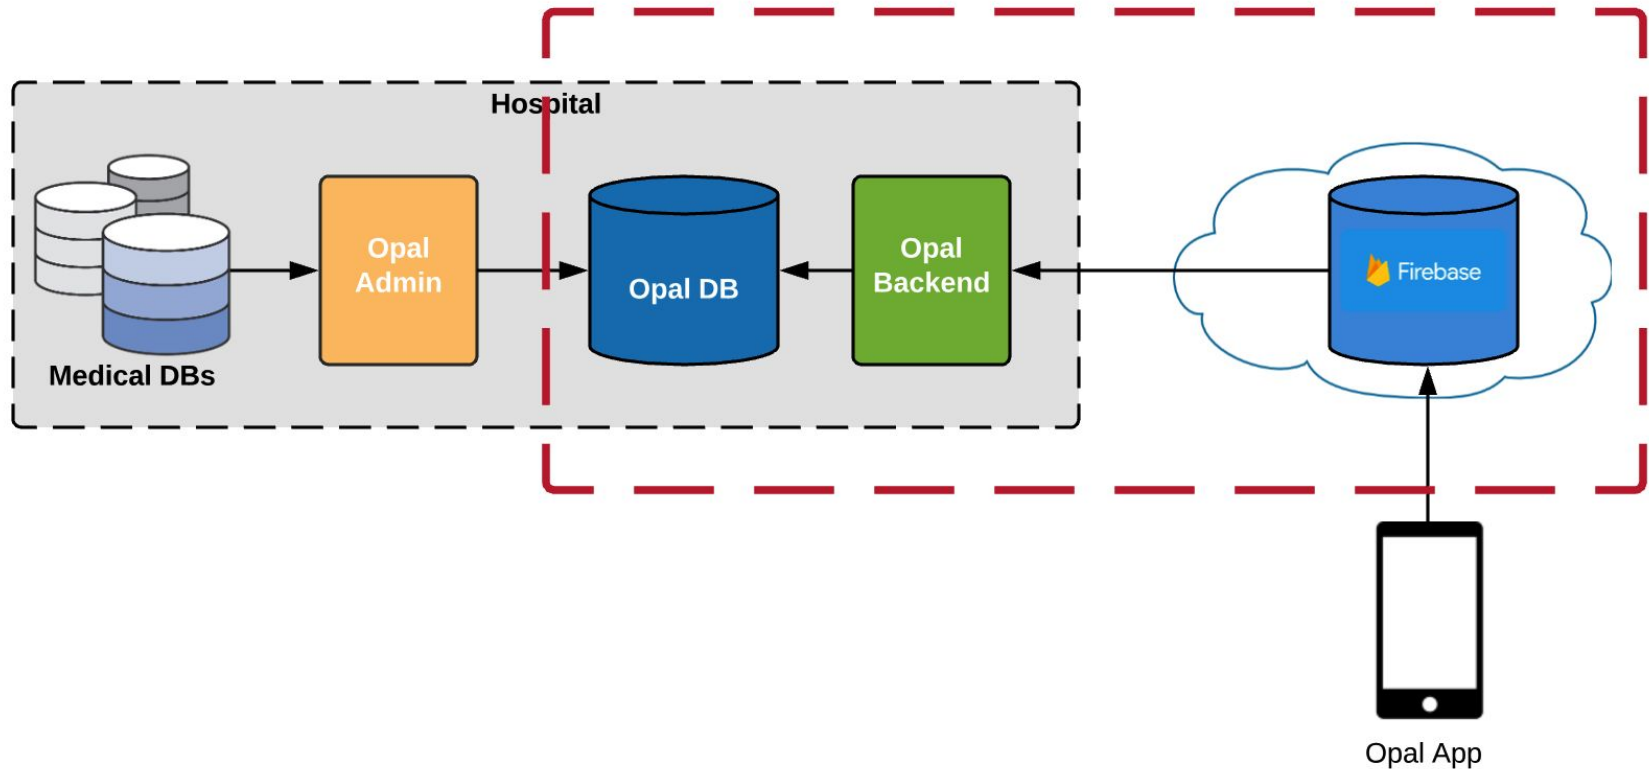 Hospital
Opal
Admin
Opal DB
Opal
Backend
Firebase
Medical DBs
Opal App